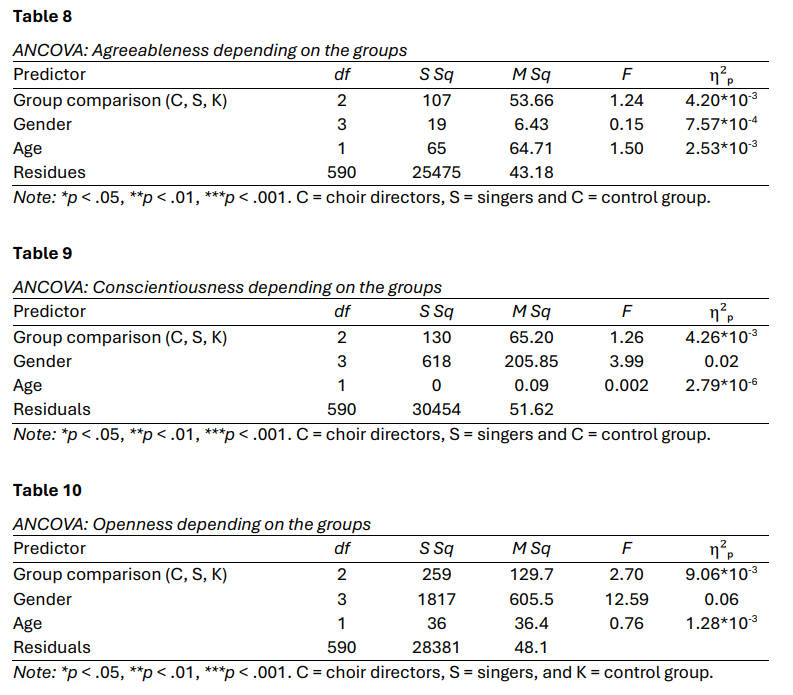 Table 8
ANCOVA: Agreeableness depending on the groups
Predictor df S Sq M Sq F η²ₚ
Group comparison (C, S, K) 2 107 53.66 1.24 4.20*10⁻³
Gender 3 19 6.43 0.15 7.57*10⁻⁴
Age 1 65 64.71 1.50 2.53*10⁻³
Residues 590 25475 43.18
Note: *p < .05, **p < .01, ***p < .001. C = choir directors, S = singers and C = control group.
Table 9
ANCOVA: Conscientiousness depending on the groups
Predictor df S Sq M Sq F η²ₚ
Group comparison (C, S, K) 2 130 65.20 1.26 4.26*10⁻³
Gender 3 618 205.85 3.99 0.02
Age 1 0 0.09 0.002 2.79*10⁻⁶
Residuals 590 30454 51.62
Note: *p < .05, **p < .01, ***p < .001. C = choir directors, S = singers and C = control group.
Table 10
ANCOVA: Openness depending on the groups
Predictor df S Sq M Sq F η²ₚ
Group comparison (C, S, K) 2 259 129.7 2.70 9.06*10⁻³
Gender 3 1817 605.5 12.59 0.06
Age 1 36 36.4 0.76 1.28*10⁻³
Residuals 590 28381 48.1
Note: *p < .05, **p < .01, ***p < .001. C = choir directors, S = singers, and K = control group.